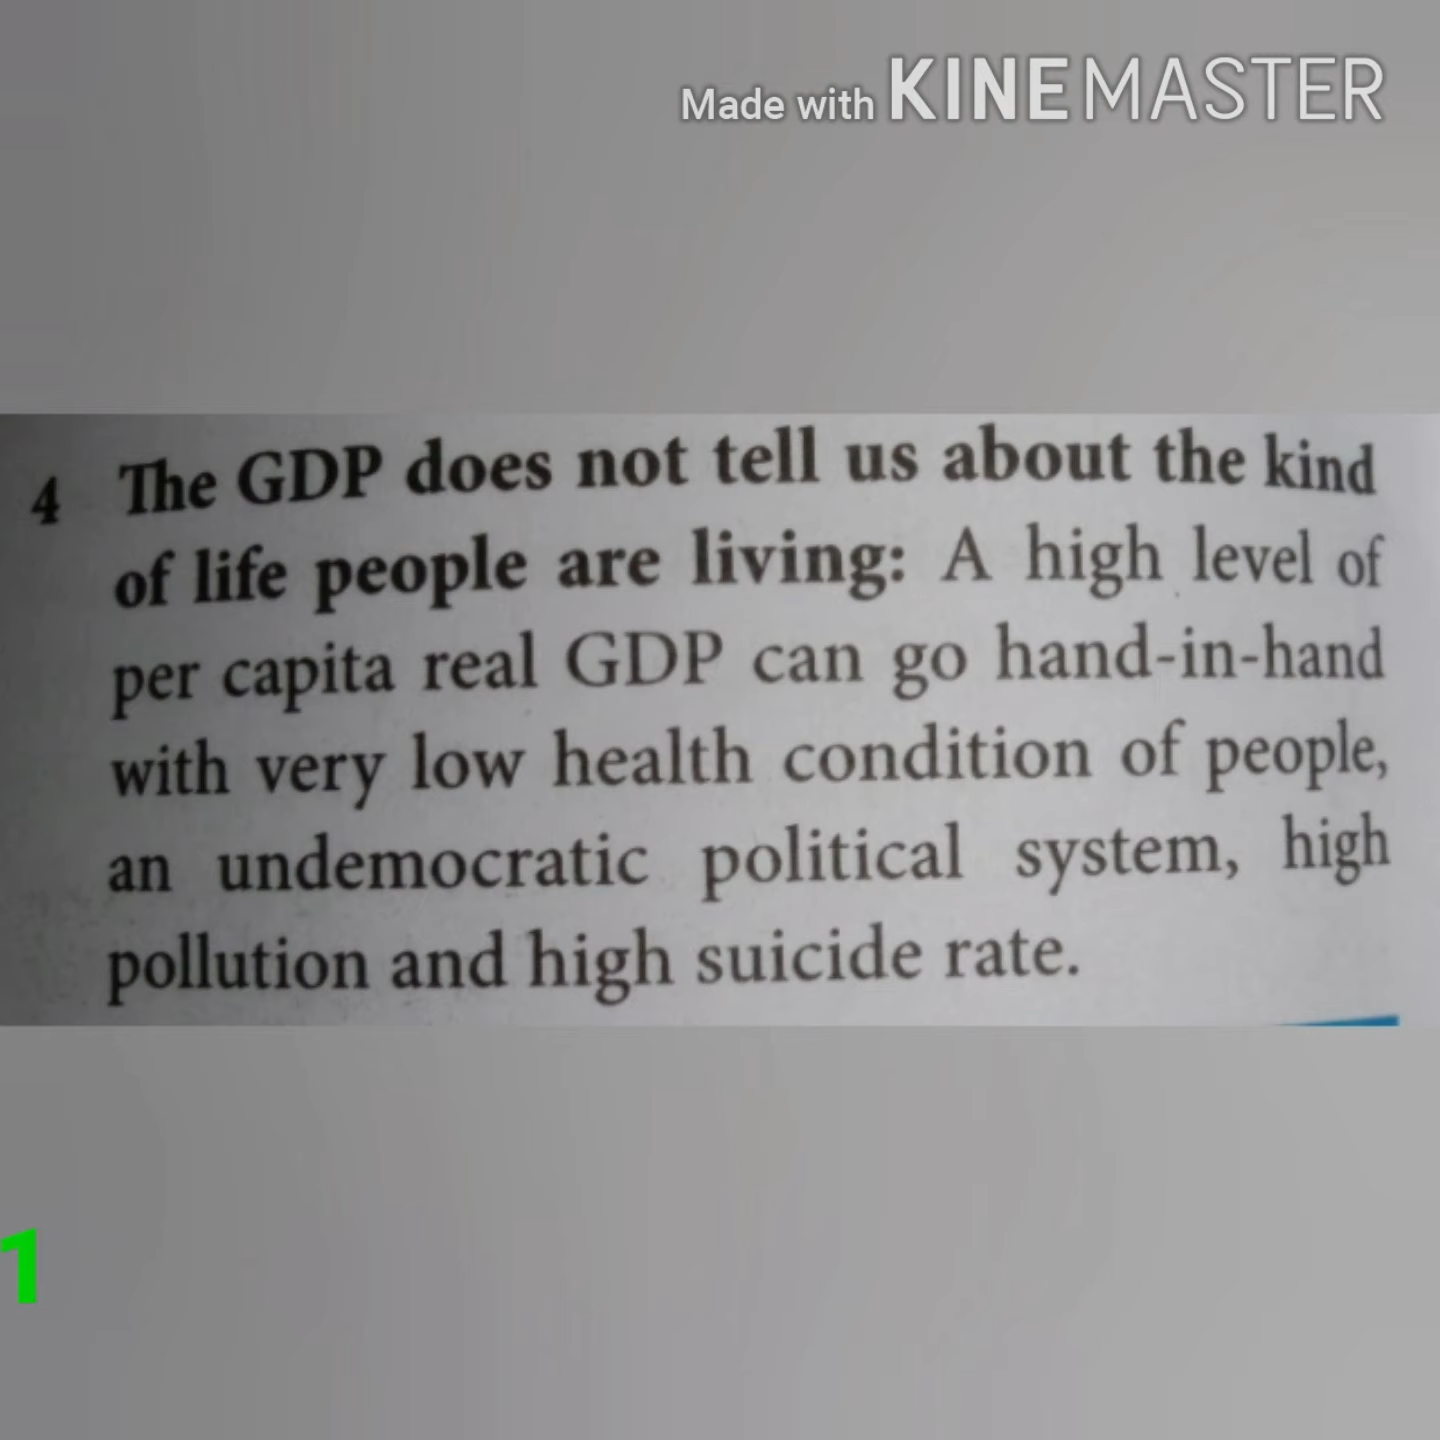 Made with KINEMASTER
4 The GDP does not tell us about the kind
of life people are living: A high level of
per capita real GDP can go hand-in-hand
with very low health condition of people,
an undemocratic political system, high
pollution and high suicide rate.
1